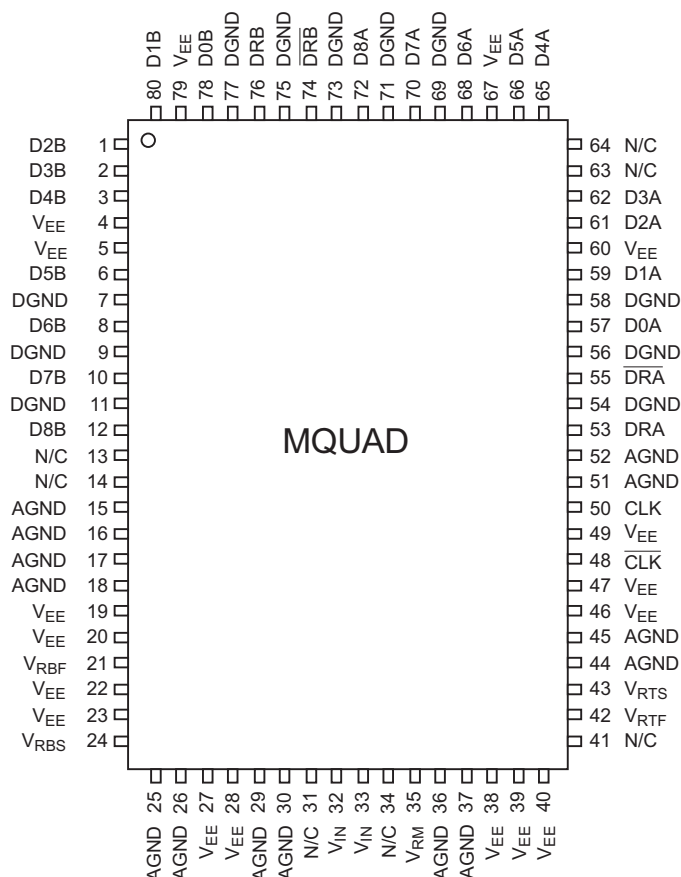 80 D1B
79 VEE
78 D0B
77 DGND
76 DRB
75 DGND
74 DRB
73 DGND
72 D8A
71 DGND
70 D7A
69 DGND
68 D6A
67 VEE
66 D5A
65 D4A
D2B 1
D3B 2
D4B 3
VEE 4
VEE 5
D5B 6
DGND 7
D6B 8
DGND 9
D7B 10
DGND 11
D8B 12
N/C 13
N/C 14
AGND 15
AGND 16
AGND 17
AGND 18
VEE 19
VEE 20
VRBF 21
VEE 22
VEE 23
VRBS 24
MQUAD
64 N/C
63 N/C
62 D3A
61 D2A
60 VEE
59 D1A
58 DGND
57 D0A
56 DGND
55 DRA
54 DGND
53 DRA
52 AGND
51 AGND
50 CLK
49 VEE
48 CLK
47 VEE
46 VEE
45 AGND
44 AGND
43 VRTS
42 VRTF
41 N/C
AGND 25
AGND 26
VEE 27
VEE 28
AGND 29
AGND 30
N/C 31
VIN 32
VIN 33
N/C 34
VRM 35
AGND 36
AGND 37
VEE 38
VEE 39
VEE 40